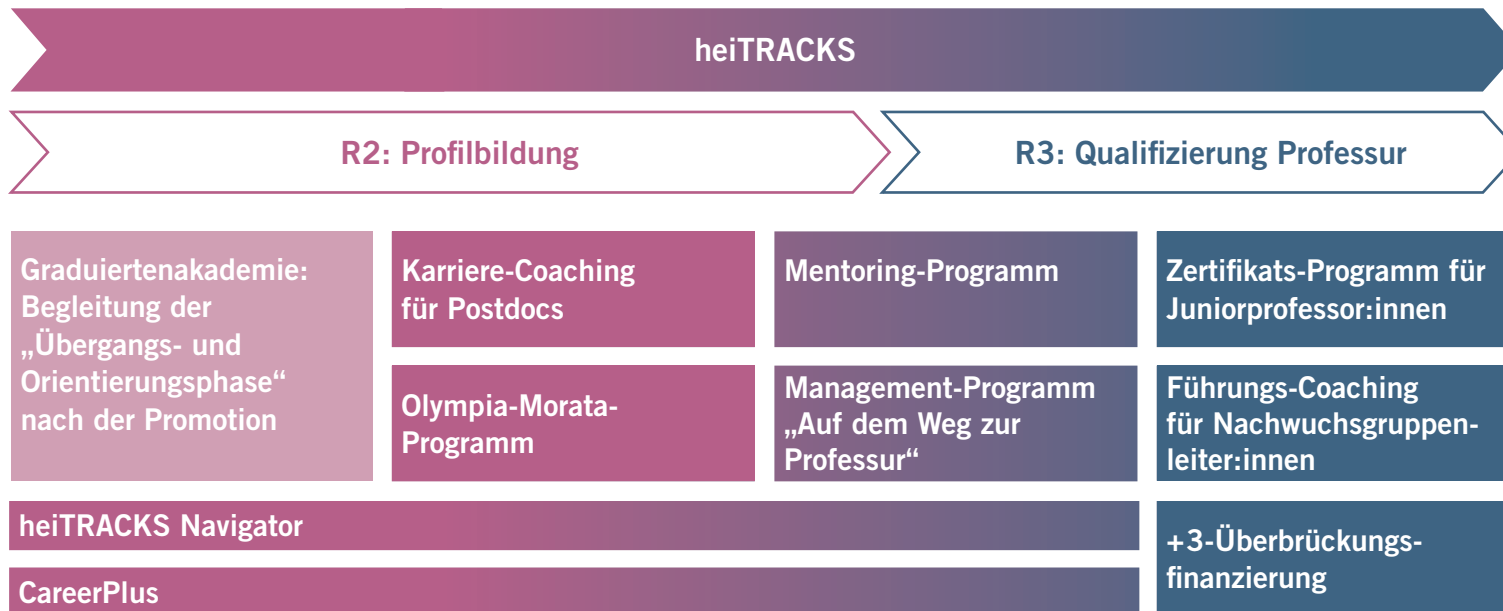 heiTRACKS
R2: Profilbildung
R3: Qualifizierung Professur
Graduiertenakademie:
Begleitung der
„Übergangs- und
Orientierungsphase“
nach der Promotion
Karriere-Coaching
für Postdocs
Mentoring-Programm
Zertifikats-Programm für
Juniorprofessor:innen
Olympia-Morata-
Programm
Management-Programm
„Auf dem Weg zur
Professur“
Führungs-Coaching
für Nachwuchsgruppen-
leiter:innen
heiTRACKS Navigator
CareerPlus
+3-Überbrückungs-
finanzierung